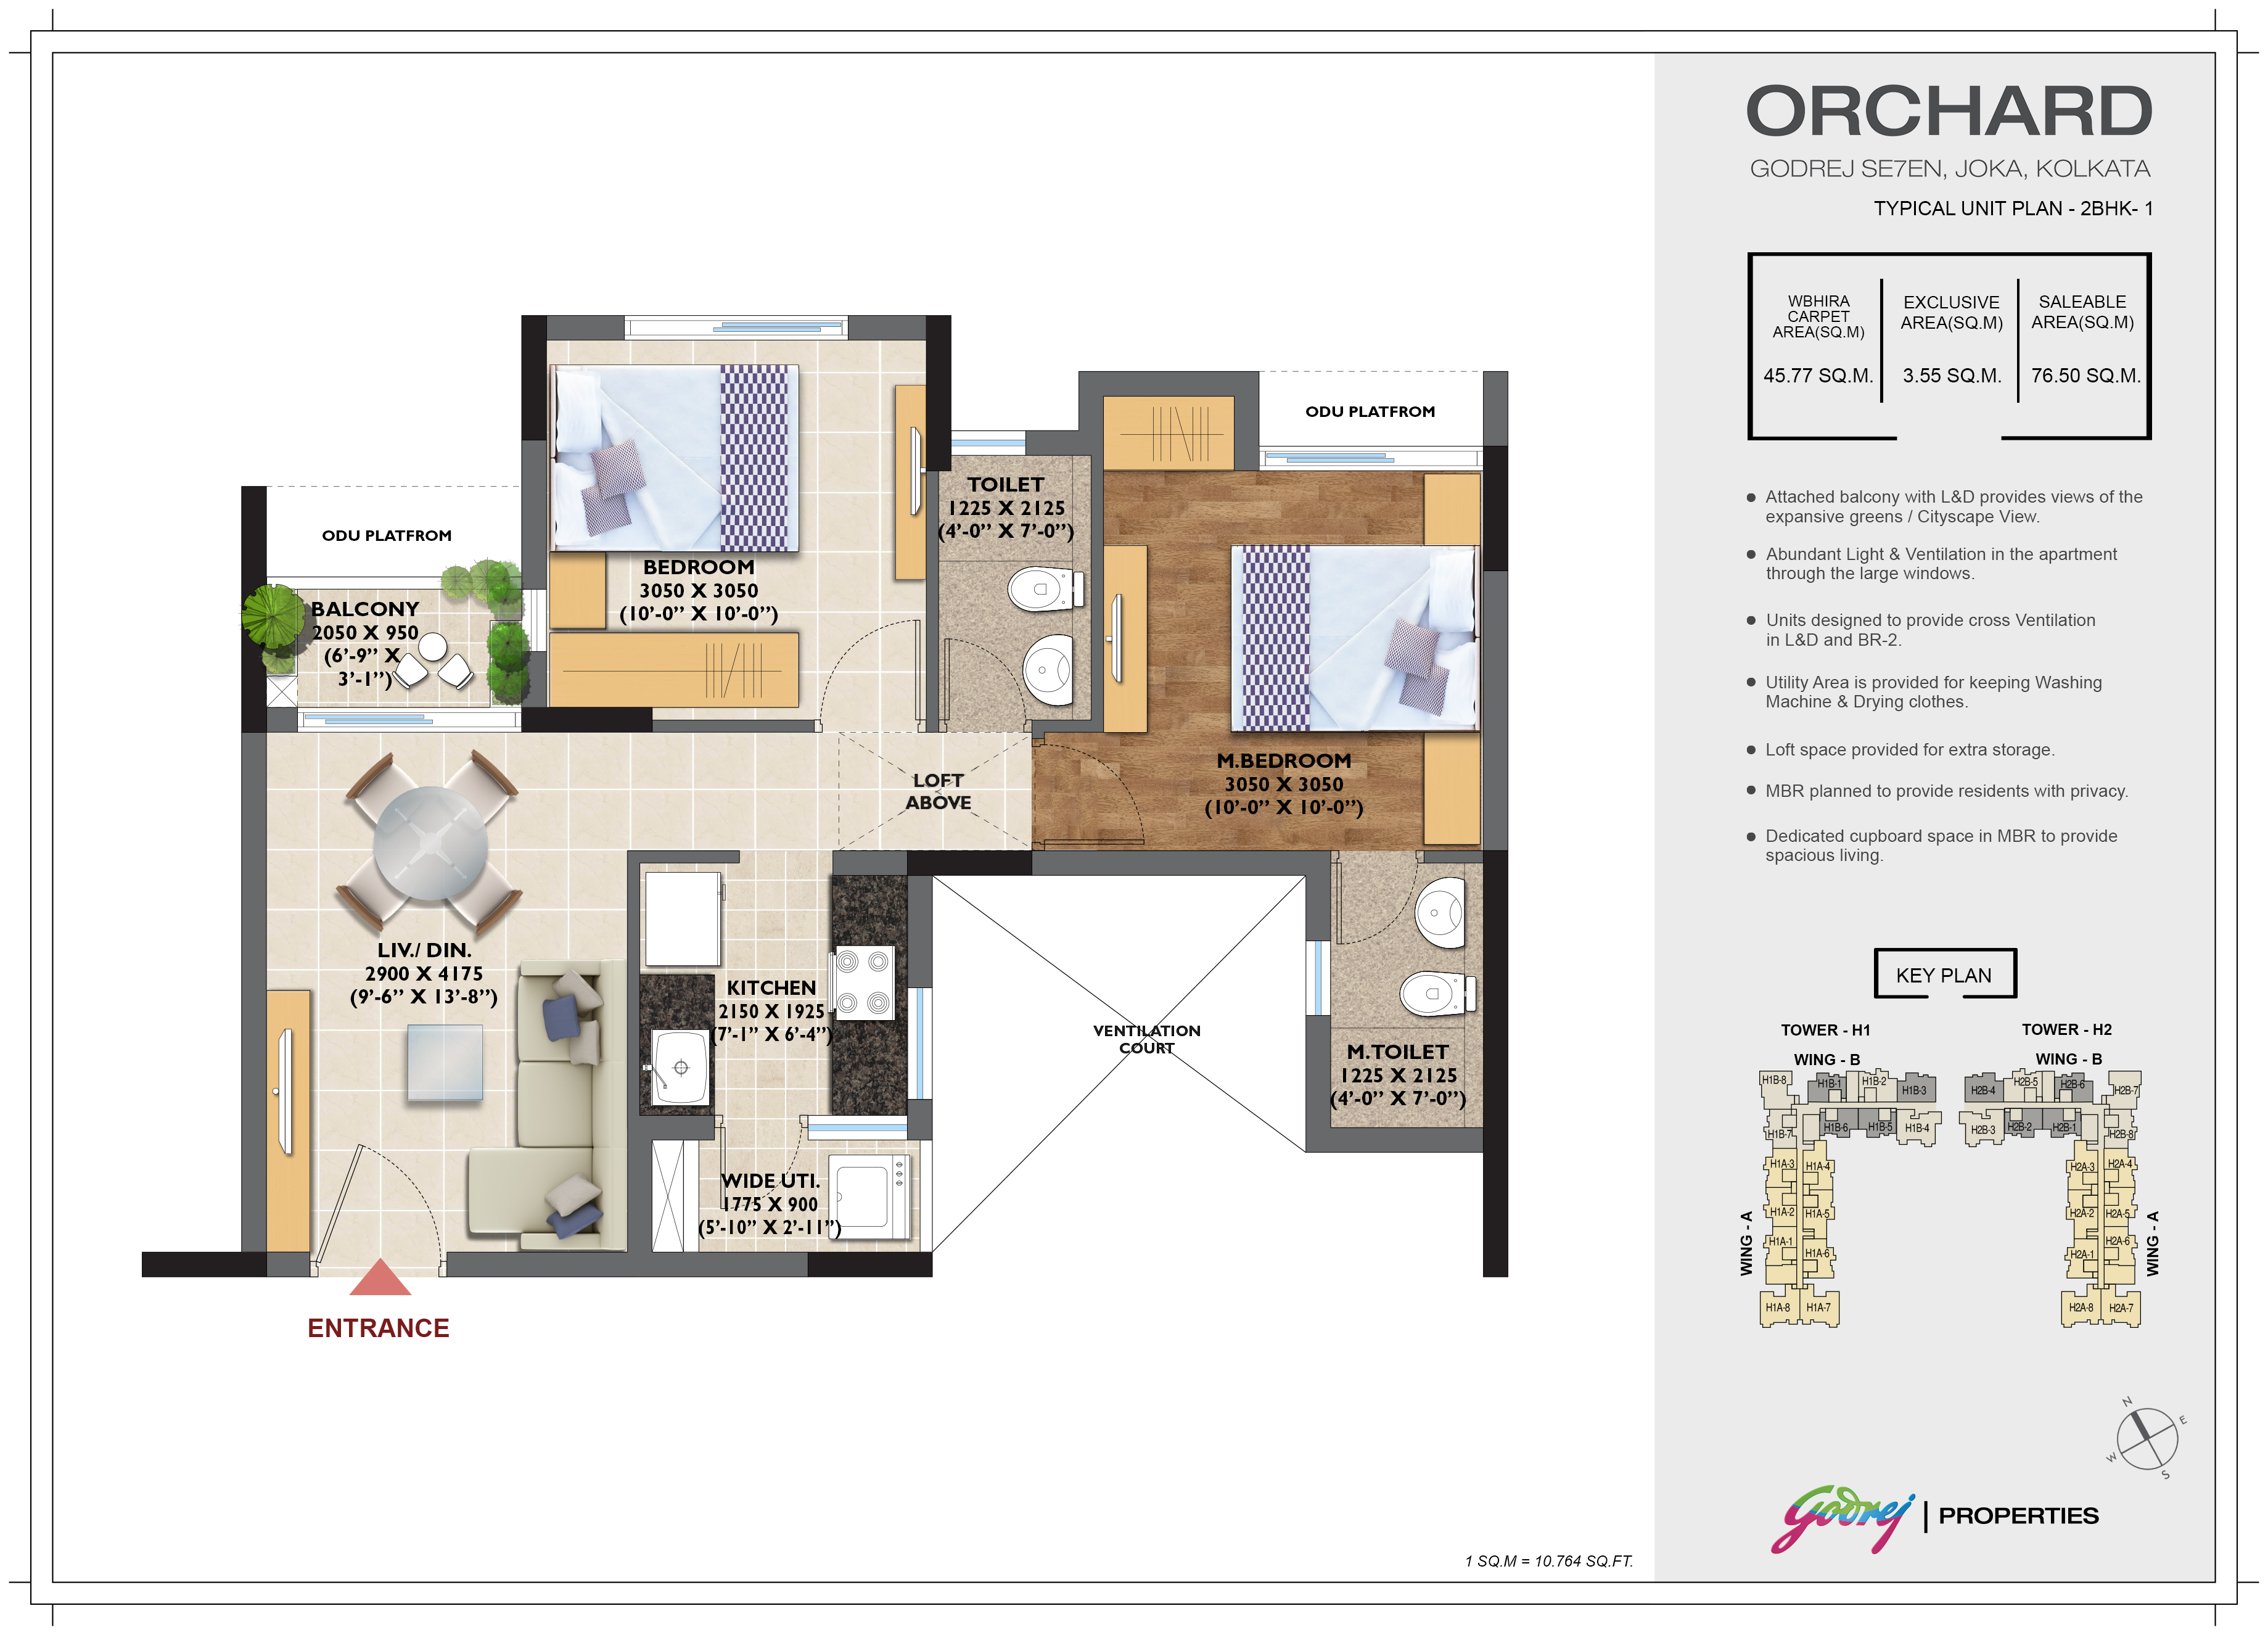 ORCHARD
GODREJ SE7EN, JOKA, KOLKATA
TYPICAL UNIT PLAN - 2BHK- 1
WBHIRA
CARPET
AREA(SQ.M)
45.77 SQ.M.
EXCLUSIVE
AREA(SQ.M)
3.55 SQ.M.
SALEABLE
AREA(SQ.M)
76.50 SQ.M.
Attached balcony with L&D provides views of the
expansive greens / Cityscape View.
Abundant Light & Ventilation in the apartment
through the large windows.
Units designed to provide cross Ventilation
in L&D and BR-2.
Utility Area is provided for keeping Washing
Machine & Drying clothes.
Loft space provided for extra storage.
MBR planned to provide residents with privacy.
Dedicated cupboard space in MBR to provide
spacious living.
ODU PLATFROM
BALCONY
2050 X 950
(6'-9" X
3'-1")
BEDROOM
3050 X 3050
(10'-0" X 10'-0")
TOILET
1225 X 2125
(4'-0" X 7'-0")
ODU PLATFROM
M.BEDROOM
3050 X 3050
(10'-0" X 10'-0")
LOFT
ABOVE
LIV./ DIN.
2900 X 4175
(9'-6" X 13'-8")
KITCHEN
2150 X 1925
(7'-1" X 6'-4")
VENTILATION
COURT
M.TOILET
1225 X 2125
(4'-0" X 7'-0")
WIDE UTI.
1775 X 900
(5'-10" X 2'-11")
ENTRANCE
KEY PLAN
TOWER - H1
WING - B
H1B-8
H1B-1
H1B-2
H1B-3
H1B-7
H1B-6
H1B-5
H1B-4
H1A-3
H1A-4
H1A-2
H1A-5
H1A-1
H1A-6
H1A-8
H1A-7
WING - A
TOWER - H2
WING - B
H2B-4
H2B-5
H2B-6
H2B-7
H2B-3
H2B-2
H2B-1
H2B-8
H2A-3
H2A-4
H2A-2
H2A-5
H2A-1
H2A-6
H2A-8
H2A-7
WING - A
N
E
W
S
Godrej | PROPERTIES
1 SQ.M = 10.764 SQ.FT.